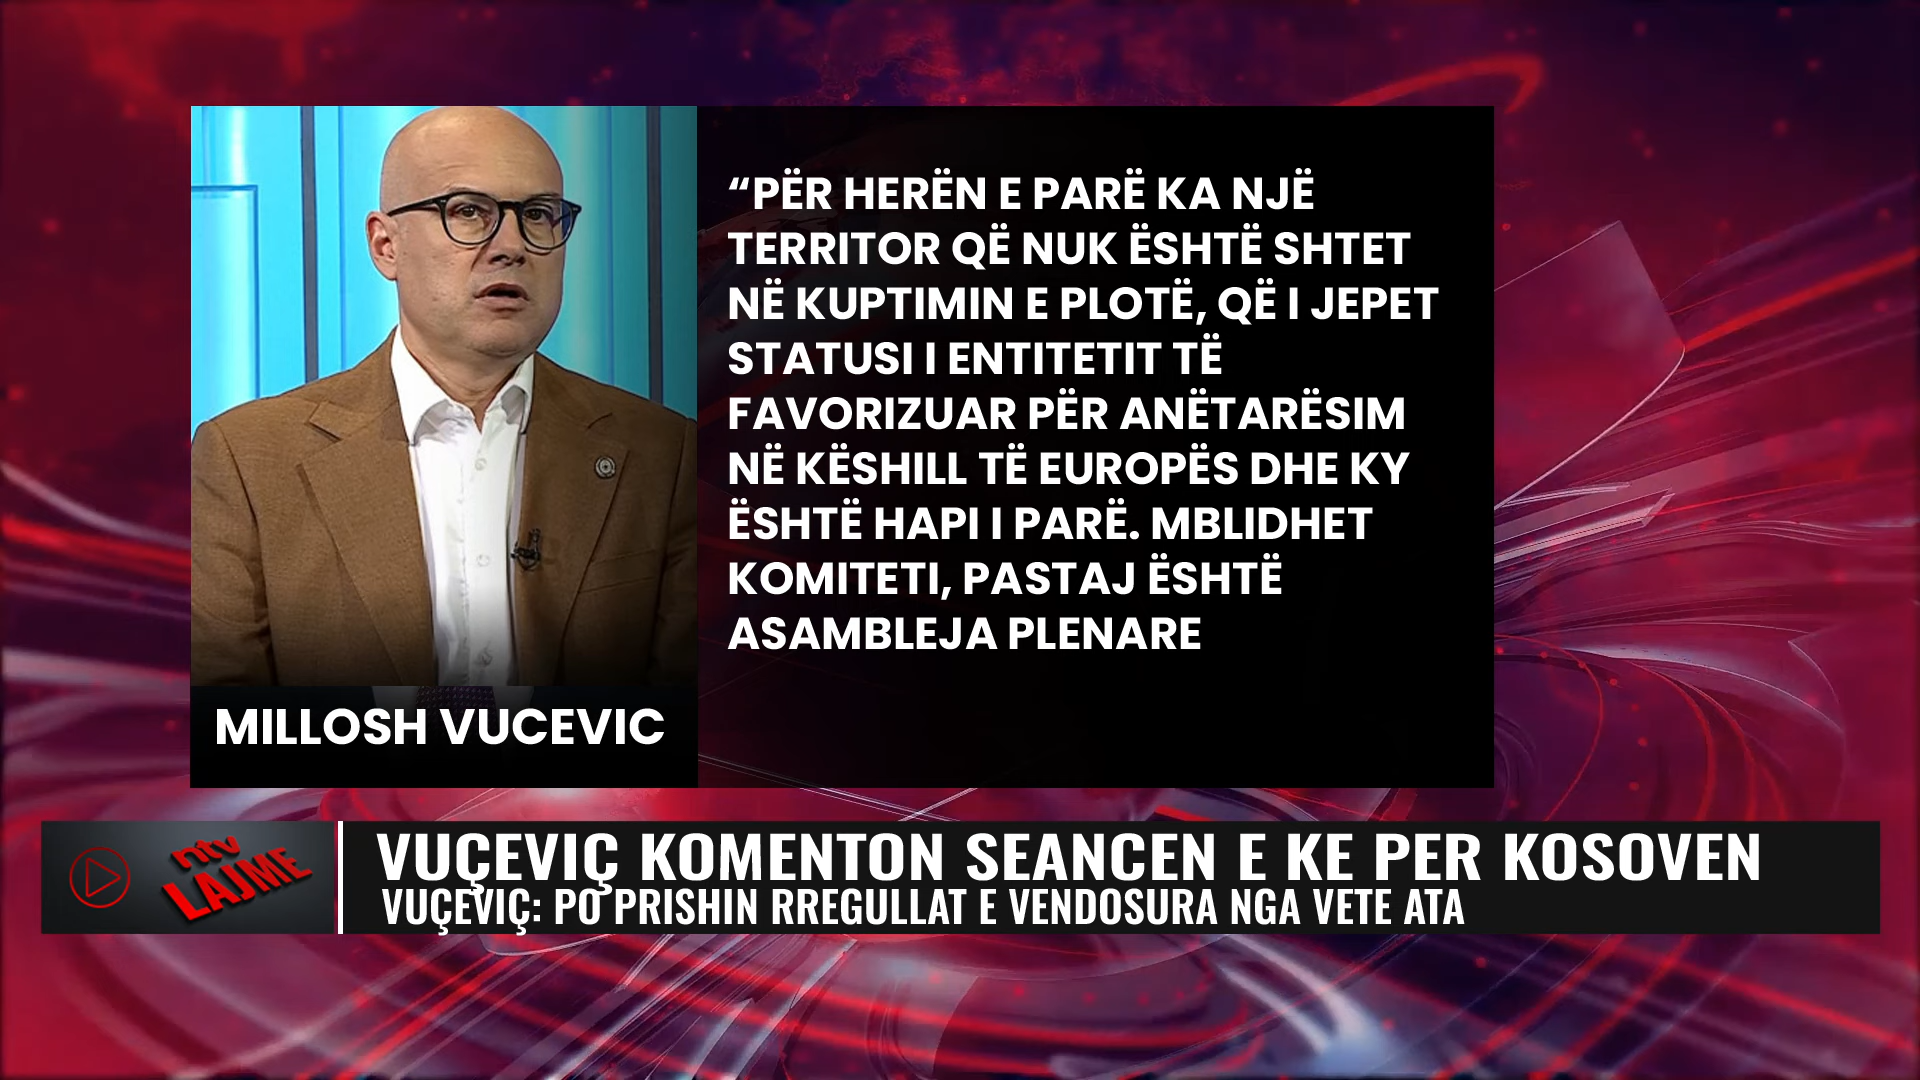 “PËR HERËN E PARË KA NJË
TERRITOR QË NUK ËSHTË SHTET
NË KUPTIMIN E PLOTË, QË I JEPET
STATUSI I ENTITETIT TË
FAVORIZUAR PËR ANËTARËSIM
NË KËSHILL TË EUROPËS DHE KY
ËSHTË HAPI I PARË. MBLIDHET
KOMITETI, PASTAJ ËSHTË
ASAMBLEJA PLENARE
MILLOSH VUCEVIC
ntv
LAJME
VUÇEVIÇ KOMENTON SEANCEN E KE PER KOSOVEN
VUÇEVIÇ: PO PRISHIN RREGULLAT E VENDOSURA NGA VETE ATA